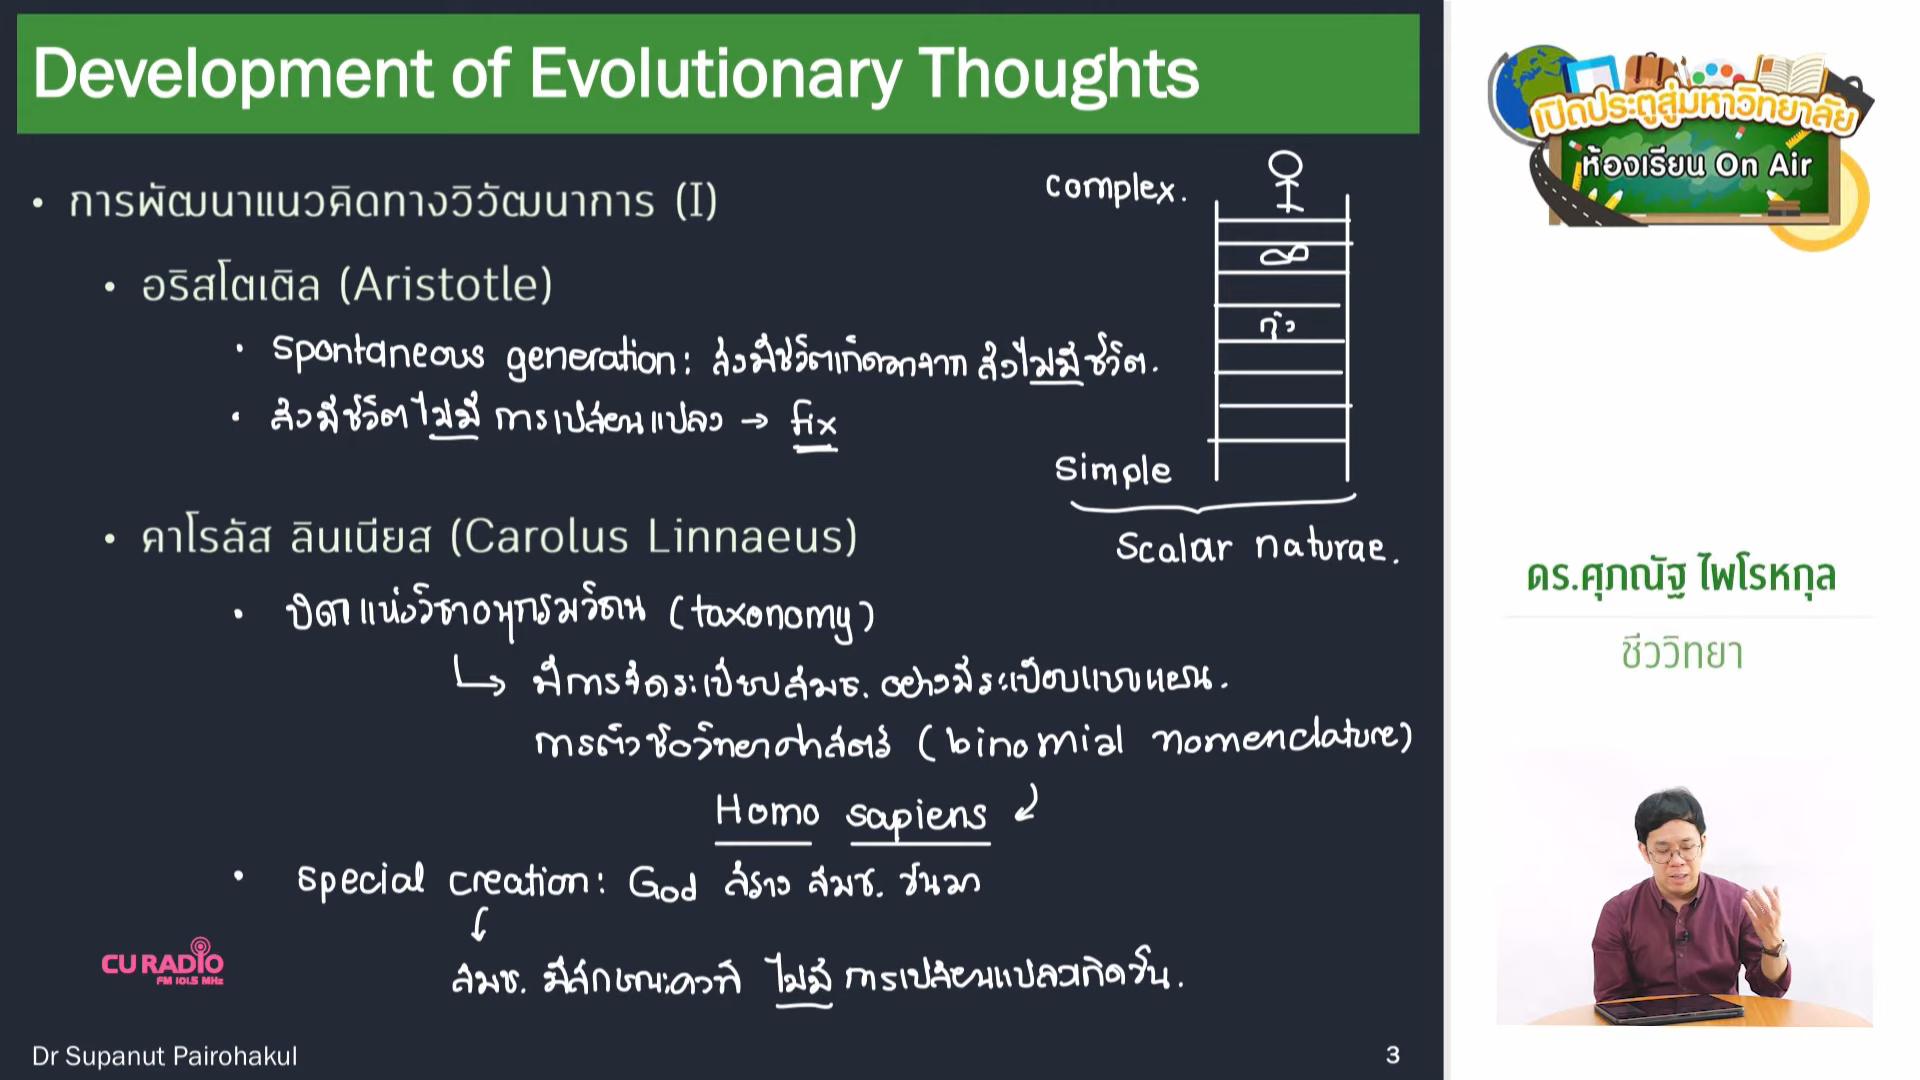 Development of Evolutionary Thoughts
• การพัฒนาแนวคิดทางวิวัฒนาการ (I)
• อริสโตเติล (Aristotle)
• Spontaneous generation: สิ่งมีชีวิตเกิดมาจาก สิ่งไม่มีชีวิต.
• สิ่งมีชีวิตไม่มี การเปลี่ยนแปลง → fix
complex.
กุ้ง
Simple
Scalar naturae.
• คาโรลัส ลินเนียส (Carolus Linnaeus)
• บิดาแห่งวิชาอนุกรมวิธาน (taxonomy)
↳ มีการจัดระเบียบสมช. อย่างมีระเบียบแบบแผน.
การตั้งชื่อวิทยาศาสตร์ (binomial nomenclature)
Homo sapiens
• special creation: God สร้าง สมช. ขึ้นมา
สมช. มีลักษณะคงที่ ไม่มี การเปลี่ยนแปลงเกิดขึ้น.
CU RADIO
FM 101.5 MHz
Dr Supanut Pairohakul
3
เปิดประตูสู่มหาวิทยาลัย
ห้องเรียน On Air
ดร.ศุภณัฐ ไพโรหกุล
ชีววิทยา